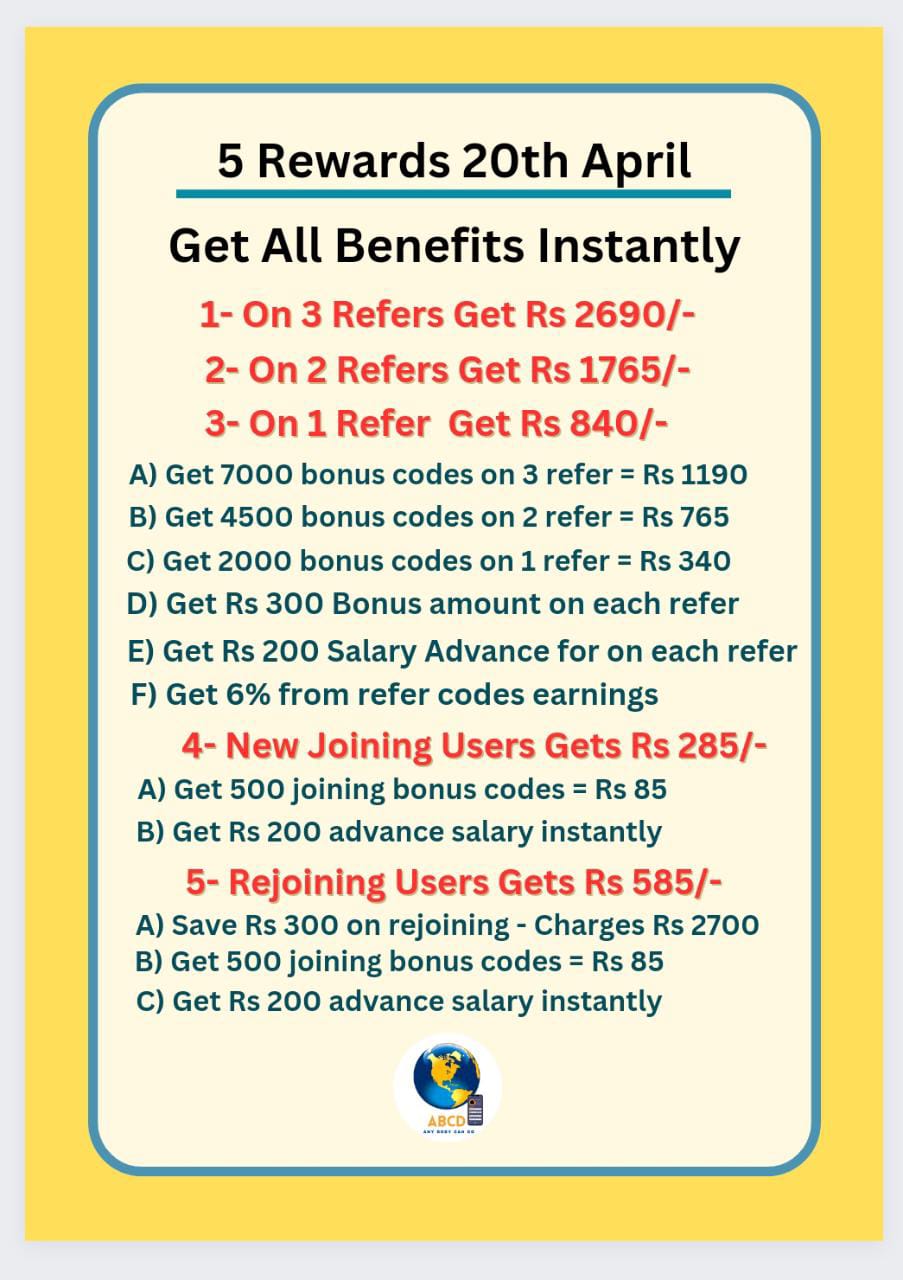 5 Rewards 20th April
Get All Benefits Instantly
1- On 3 Refers Get Rs 2690/-
2- On 2 Refers Get Rs 1765/-
3- On 1 Refer Get Rs 840/-
A) Get 7000 bonus codes on 3 refer = Rs 1190
B) Get 4500 bonus codes on 2 refer = Rs 765
C) Get 2000 bonus codes on 1 refer = Rs 340
D) Get Rs 300 Bonus amount on each refer
E) Get Rs 200 Salary Advance for on each refer
F) Get 6% from refer codes earnings
4- New Joining Users Gets Rs 285/-
A) Get 500 joining bonus codes = Rs 85
B) Get Rs 200 advance salary instantly
5- Rejoining Users Gets Rs 585/-
A) Save Rs 300 on rejoining - Charges Rs 2700
B) Get 500 joining bonus codes = Rs 85
C) Get Rs 200 advance salary instantly
ABCD
ANY BODY CAN DO